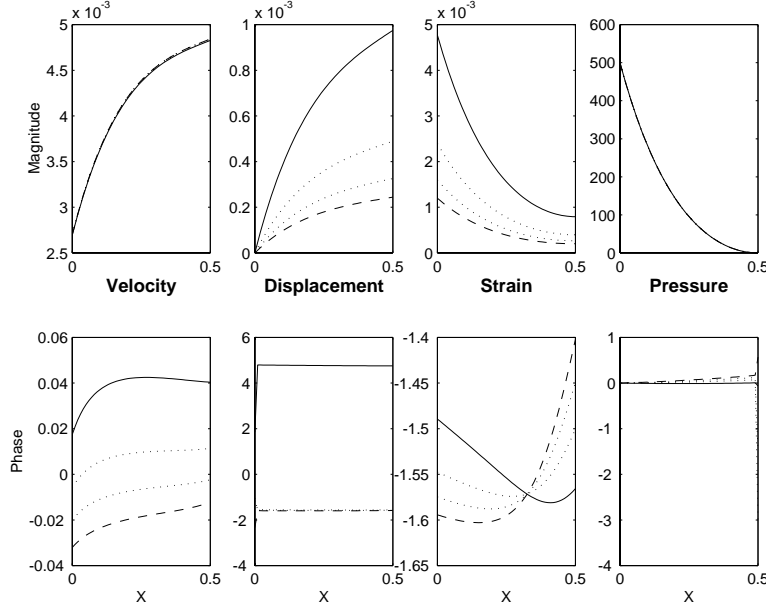 x 10⁻³ x 10⁻³ x 10⁻³
5 1 5 600
4.5 0.8 4 500
4 0.6 3 400
3.5 0.4 2 300
3 0.2 1 200
2.5 0 0 100
0
Magnitude
0 0.5 0 0.5 0 0.5 0 0.5
Velocity Displacement Strain Pressure
0.06 6 -1.4 1
0.04 4 -1.45 0
0.02 2 -1.5 -1
0 0 -1.55 -2
-0.02 -2 -1.6 -3
-0.04 -4 -1.65 -4
Phase
0 0.5 0 0.5 0 0.5 0 0.5
X X X X